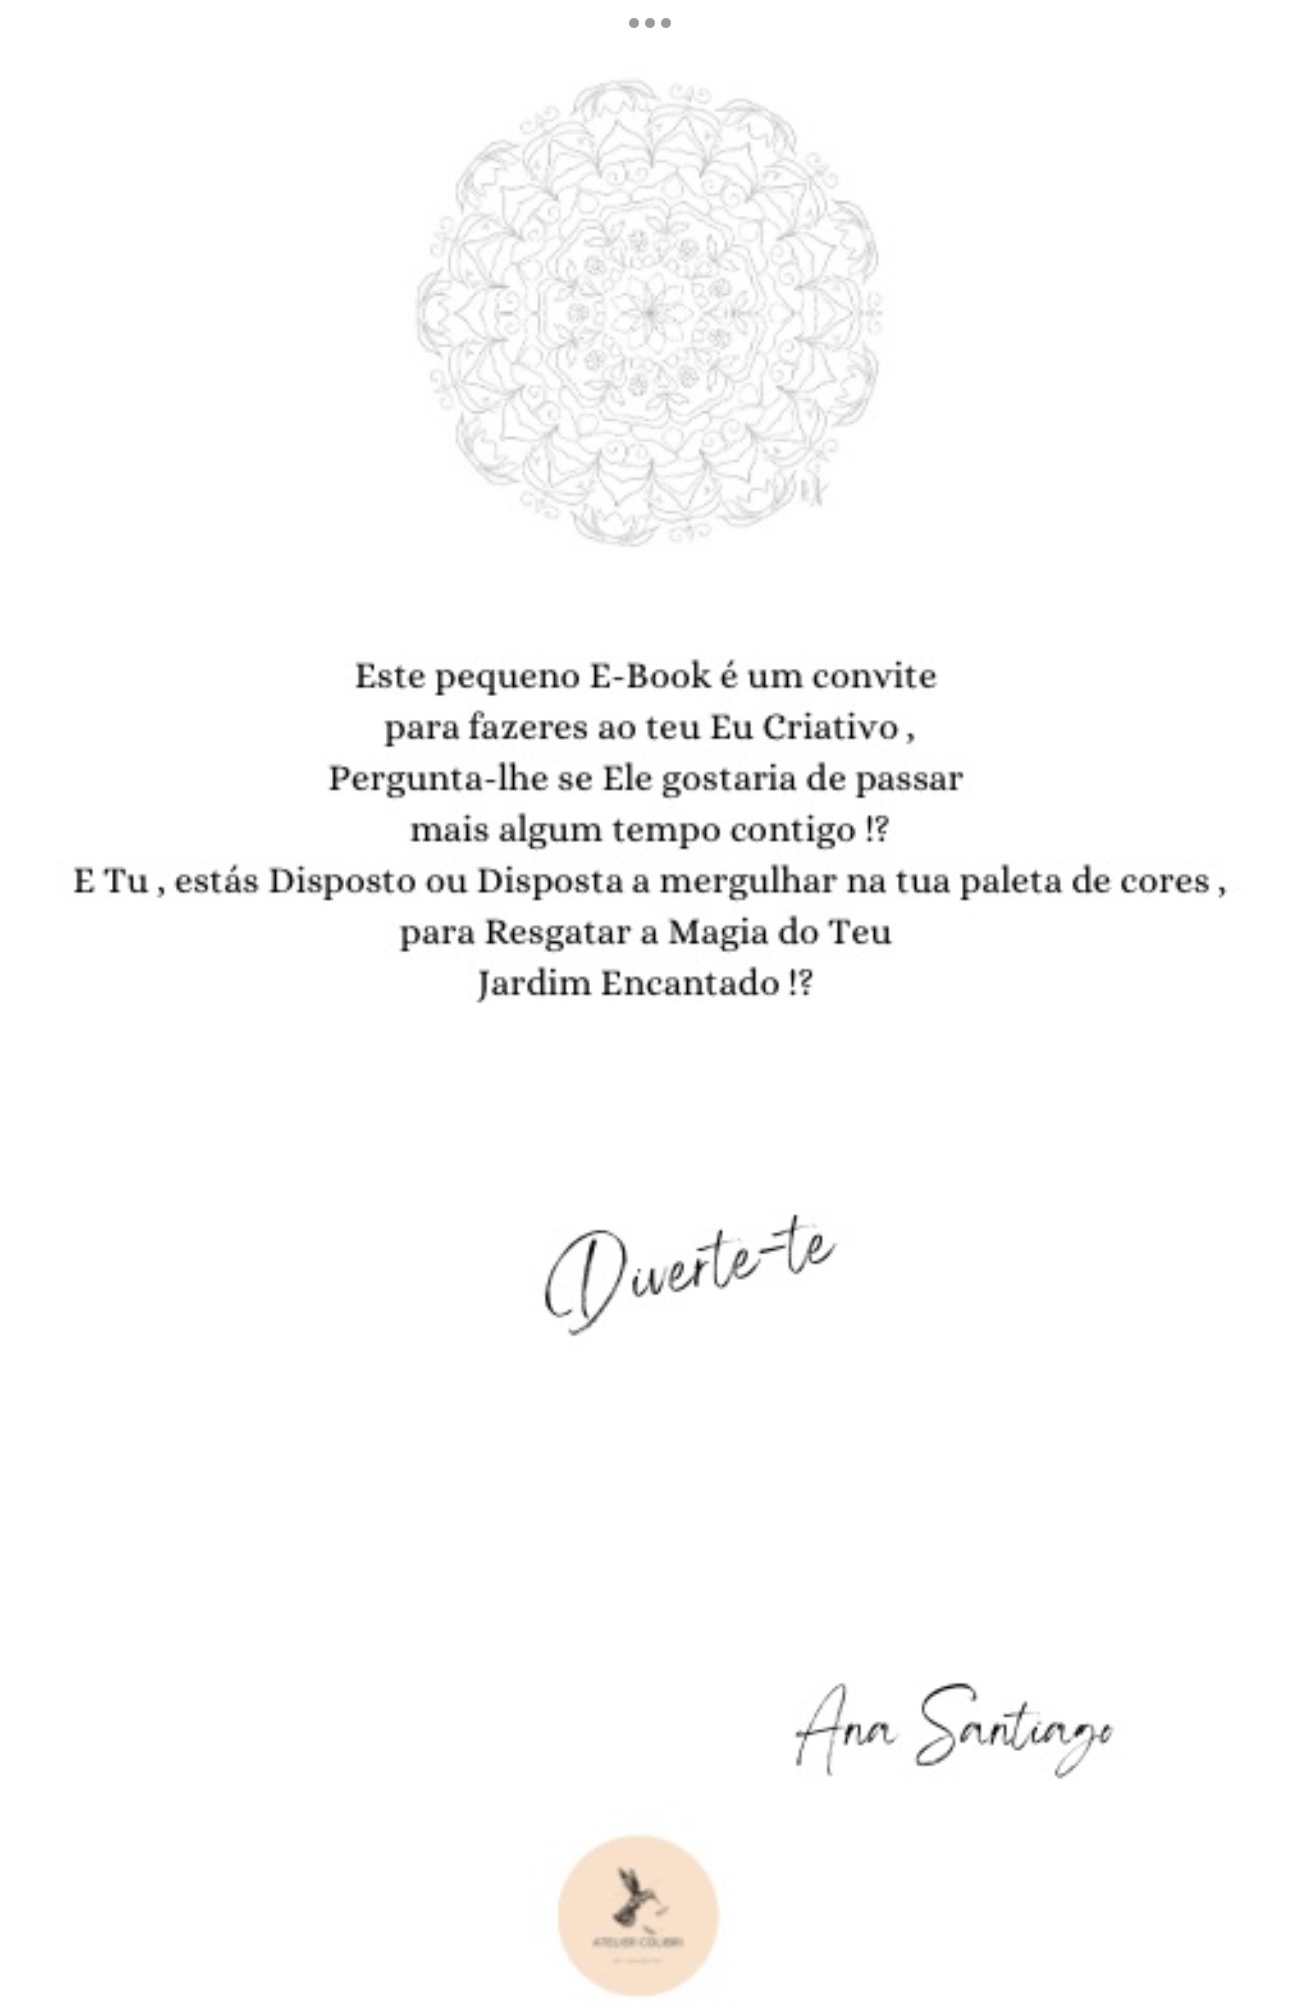 Este pequeno E-Book é um convite
para fazeres ao teu Eu Criativo ,
Pergunta-lhe se Ele gostaria de passar
mais algum tempo contigo !?
E Tu , estás Disposto ou Disposta a mergulhar na tua paleta de cores ,
para Resgatar a Magia do Teu
Jardim Encantado !?
Diverte-te
Ana Santiago
ATELIER COLIBRI